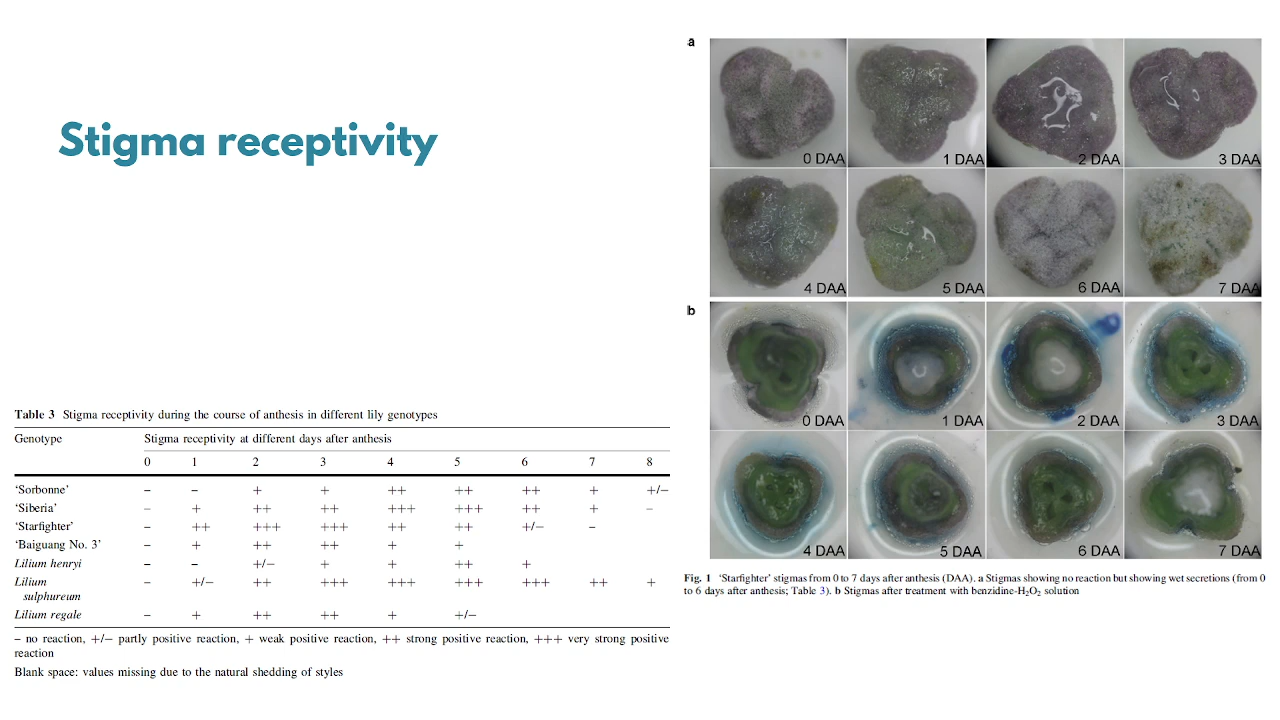 Stigma receptivity
Table 3 Stigma receptivity during the course of anthesis in different lily genotypes
Genotype Stigma receptivity at different days after anthesis
0 1 2 3 4 5 6 7 8
‘Sorbonne’ – – + + ++ ++ ++ + +/–
‘Siberia’ – + ++ ++ +++ +++ ++ + –
‘Starfighter’ – ++ +++ +++ ++ ++ +/– –
‘Baiguang No. 3’ – + ++ ++ + +
Lilium henryi – – +/– + + ++ +
Lilium – +/– ++ +++ +++ +++ +++ ++ +
sulphureum
Lilium regale – + ++ ++ + +/–
– no reaction, +/– partly positive reaction, + weak positive reaction, ++ strong positive reaction, +++ very strong positive
reaction
Blank space: values missing due to the natural shedding of styles
a
0 DAA 1 DAA 2 DAA 3 DAA
4 DAA 5 DAA 6 DAA 7 DAA
b
0 DAA 1 DAA 2 DAA 3 DAA
4 DAA 5 DAA 6 DAA 7 DAA
Fig. 1 ‘Starfighter’ stigmas from 0 to 7 days after anthesis (DAA). a Stigmas showing no reaction but showing wet secretions (from 0
to 6 days after anthesis; Table 3). b Stigmas after treatment with benzidine-H₂O₂ solution